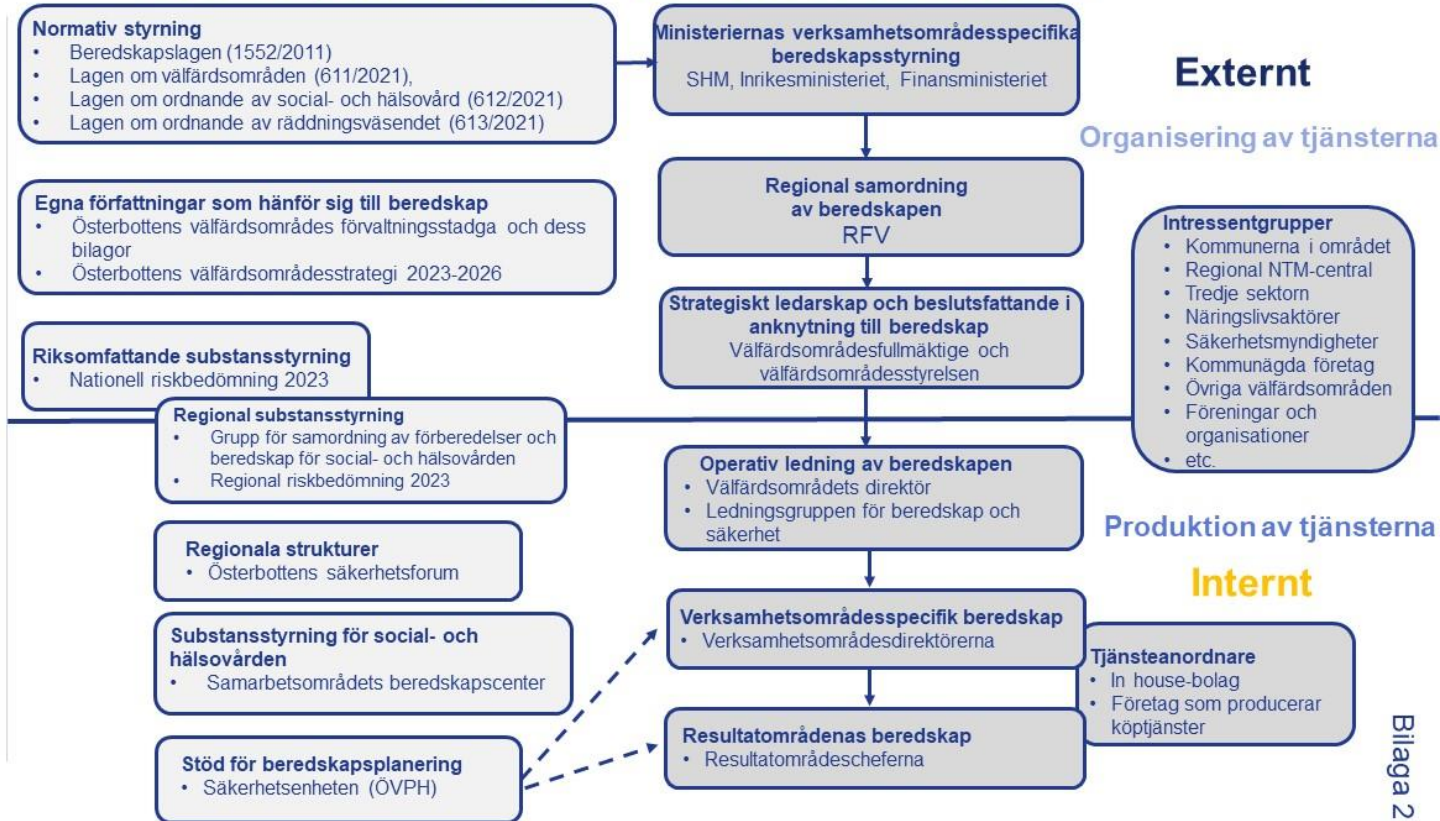 Normativ styrning
• Beredskapslagen (1552/2011)
• Lagen om välfärdsområden (611/2021),
• Lagen om ordnande av social- och hälsovård (612/2021)
• Lagen om ordnande av räddningsväsendet (613/2021)
Ministeriernas verksamhetsområdesspecifika
beredskapsstyrning
SHM, Inrikesministeriet, Finansministeriet
Externt
Organisering av tjänsterna
Egna författningar som hänför sig till beredskap
• Österbottens välfärdsområdes förvaltningsstadga och dess
bilagor
• Österbottens välfärdsområdesstrategi 2023-2026
Regional samordning
av beredskapen
RFV
Intressentgrupper
• Kommunerna i området
• Regional NTM-central
• Tredje sektorn
• Näringslivsaktörer
• Säkerhetsmyndigheter
• Kommunägda företag
• Övriga välfärdsområden
• Föreningar och
organisationer
• etc.
Strategiskt ledarskap och beslutsfattande i
anknytning till beredskap
Välfärdsområdesfullmäktige och
välfärdsområdesstyrelsen
Riksomfattande substansstyrning
• Nationell riskbedömning 2023
Regional substansstyrning
• Grupp för samordning av förberedelser och
beredskap för social- och hälsovården
• Regional riskbedömning 2023
Operativ ledning av beredskapen
• Välfärdsområdets direktör
• Ledningsgruppen för beredskap och
säkerhet
Produktion av tjänsterna
Internt
Regionala strukturer
• Österbottens säkerhetsforum
Verksamhetsområdesspecifik beredskap
• Verksamhetsområdesdirektörerna
Substansstyrning för social- och
hälsovården
• Samarbetsområdets beredskapscenter
Tjänsteanordnare
• In house-bolag
• Företag som producerar
köptjänster
Resultatområdenas beredskap
• Resultatområdescheferna
Stöd för beredskapsplanering
• Säkerhetsenheten (ÖVPH)
Bilaga 2